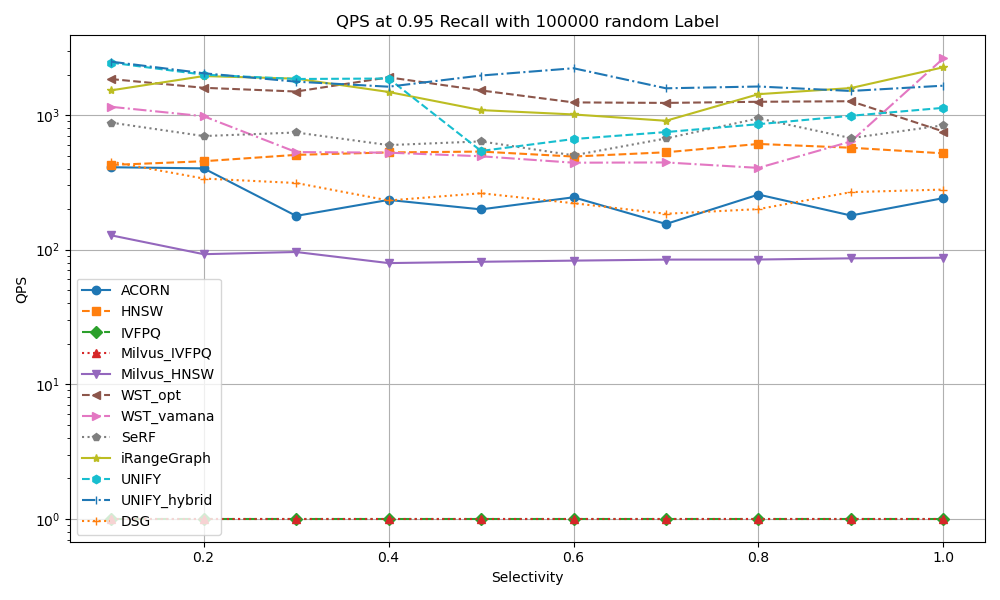 QPS at 0.95 Recall with 100000 random Label
QPS
10³
10²
10¹
10⁰
ACORN
HNSW
IVFPQ
Milvus_IVFPQ
Milvus_HNSW
WST_opt
WST_vamana
SeRF
iRangeGraph
UNIFY
UNIFY_hybrid
DSG
0.2 0.4 0.6 0.8 1.0
Selectivity